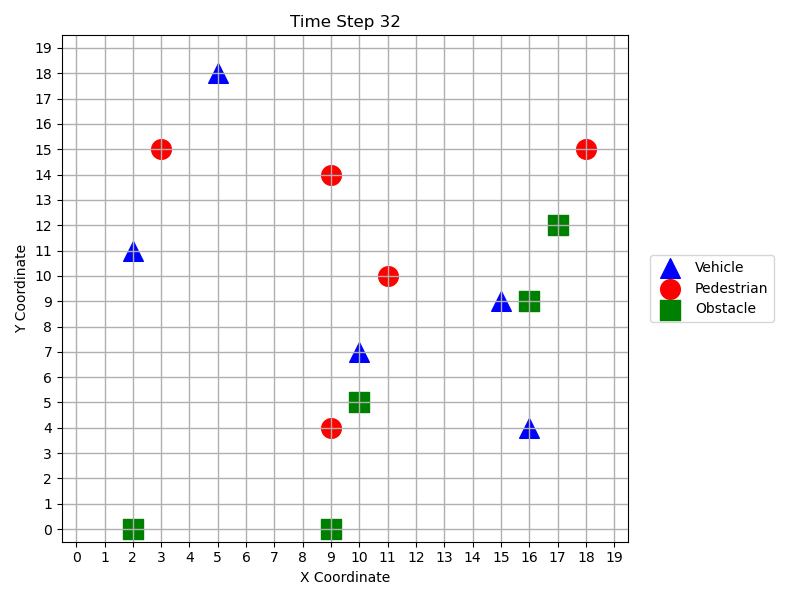 Time Step 32
19
18
17
16
15
14
13
12
11
10
9
8
7
6
5
4
3
2
1
0
Y Coordinate
0 1 2 3 4 5 6 7 8 9 10 11 12 13 14 15 16 17 18 19
X Coordinate
Vehicle
Pedestrian
Obstacle